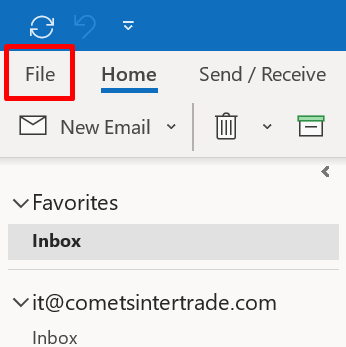 File Home Send / Receive
New Email
Favorites
Inbox
it@cometsintertrade.com
Inbox